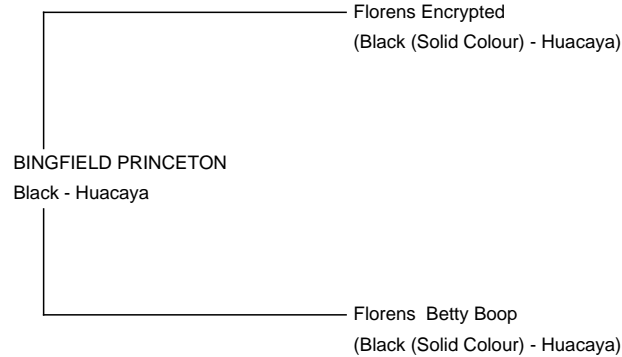 Florens Encrypted
(Black (Solid Colour) - Huacaya)
BINGFIELD PRINCETON
Black - Huacaya
Florens  Betty Boop
(Black (Solid Colour) - Huacaya)